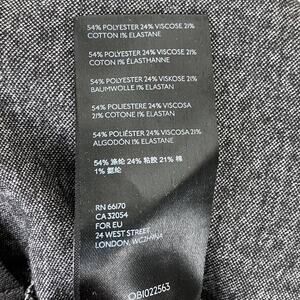 54% POLYESTER 24% VISCOSE 21%
COTTON 1% ELASTANE
54% POLYESTER 24% VISCOSE 21%
COTON 1% ÉLASTHANNE
54% POLYESTER 24% VISKOSE 21%
BAUMWOLLE 1% ELASTAN
54% POLIESTERE 24% VISCOSA
21% COTONE 1% ELASTAN
54% POLIÉSTER 24% VISCOSA 21%
ALGODÓN 1% ELASTANO
54% 涤纶 24% 粘胶 21% 棉
1% 氨纶
RN 66170
CA 32054
FOR EU
24 WEST STREET
LONDON, WC2H9NA
OB1022563